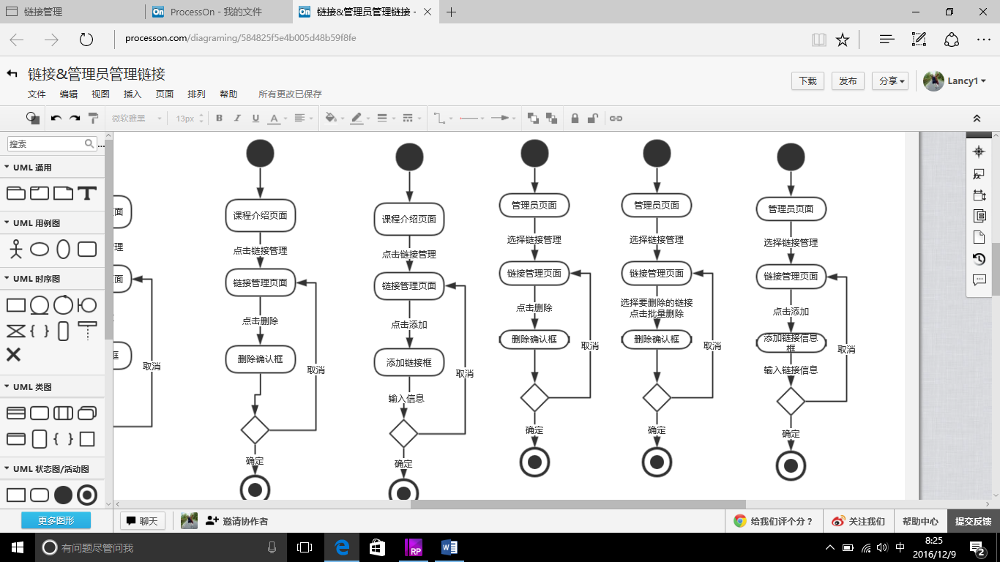 链接管理
ProcessOn - 我的文件
链接&管理员管理链接 -
processon.com/diagraming/584825f5e4b005d48b59f8fe
链接&管理员管理链接
文件 编辑 视图 插入 页面 排列 帮助 所有更改已保存
下载 发布 分享 Lancy1
微软雅黑 13px B I U A
搜索 ...
UML 通用
UML 用例图
UML 时序图
UML 类图
UML 状态图/活动图
更多图形
面
理
面
框
取消
课程介绍页面
点击链接管理
链接管理页面
点击删除
删除确认框
取消
确定
课程介绍页面
点击链接管理
链接管理页面
点击添加
添加链接框
输入信息
取消
确定
管理员页面
选择链接管理
链接管理页面
点击删除
删除确认框
取消
确定
管理员页面
选择链接管理
链接管理页面
选择要删除的链接
点击批量删除
删除确认框
取消
确定
管理员页面
选择链接管理
链接管理页面
点击添加
添加链接信息
框
输入链接信息
取消
确定
聊天
邀请协作者
给我们评个分？
关注我们
帮助中心
提交反馈
有问题尽管问我
RP
中
8:25
2016/12/9
2